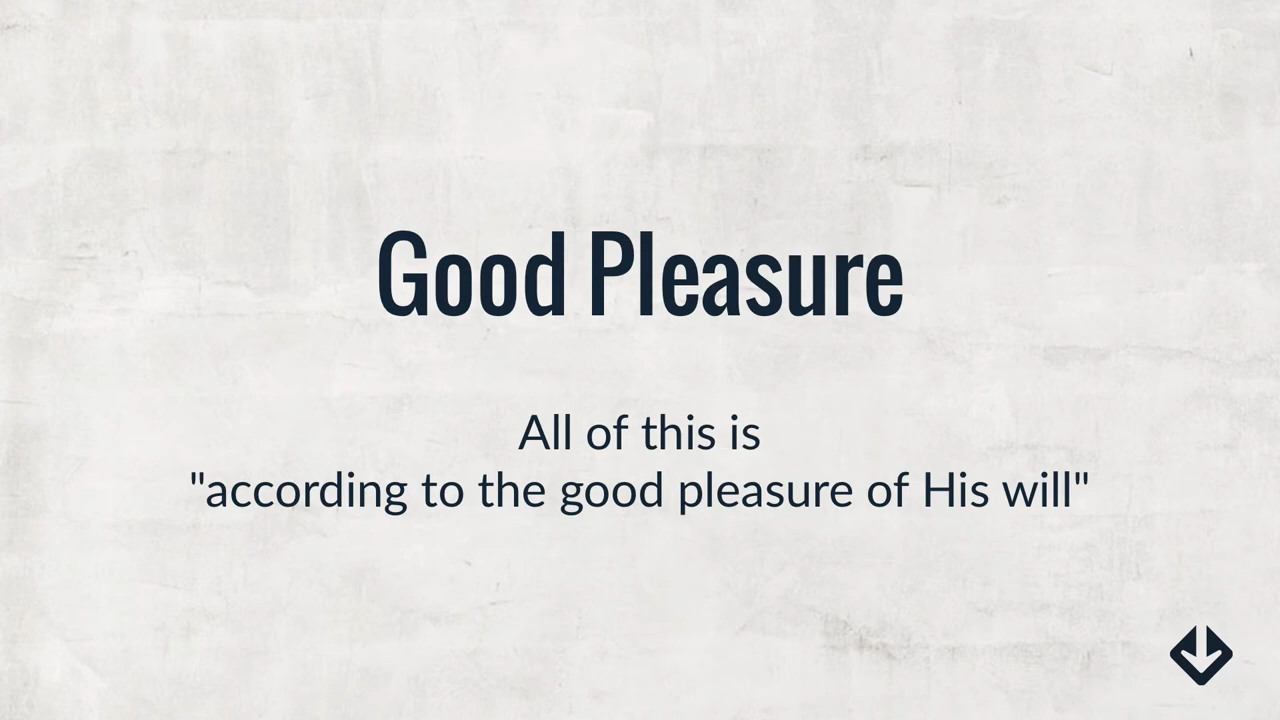 Good Pleasure
All of this is
"according to the good pleasure of His will"